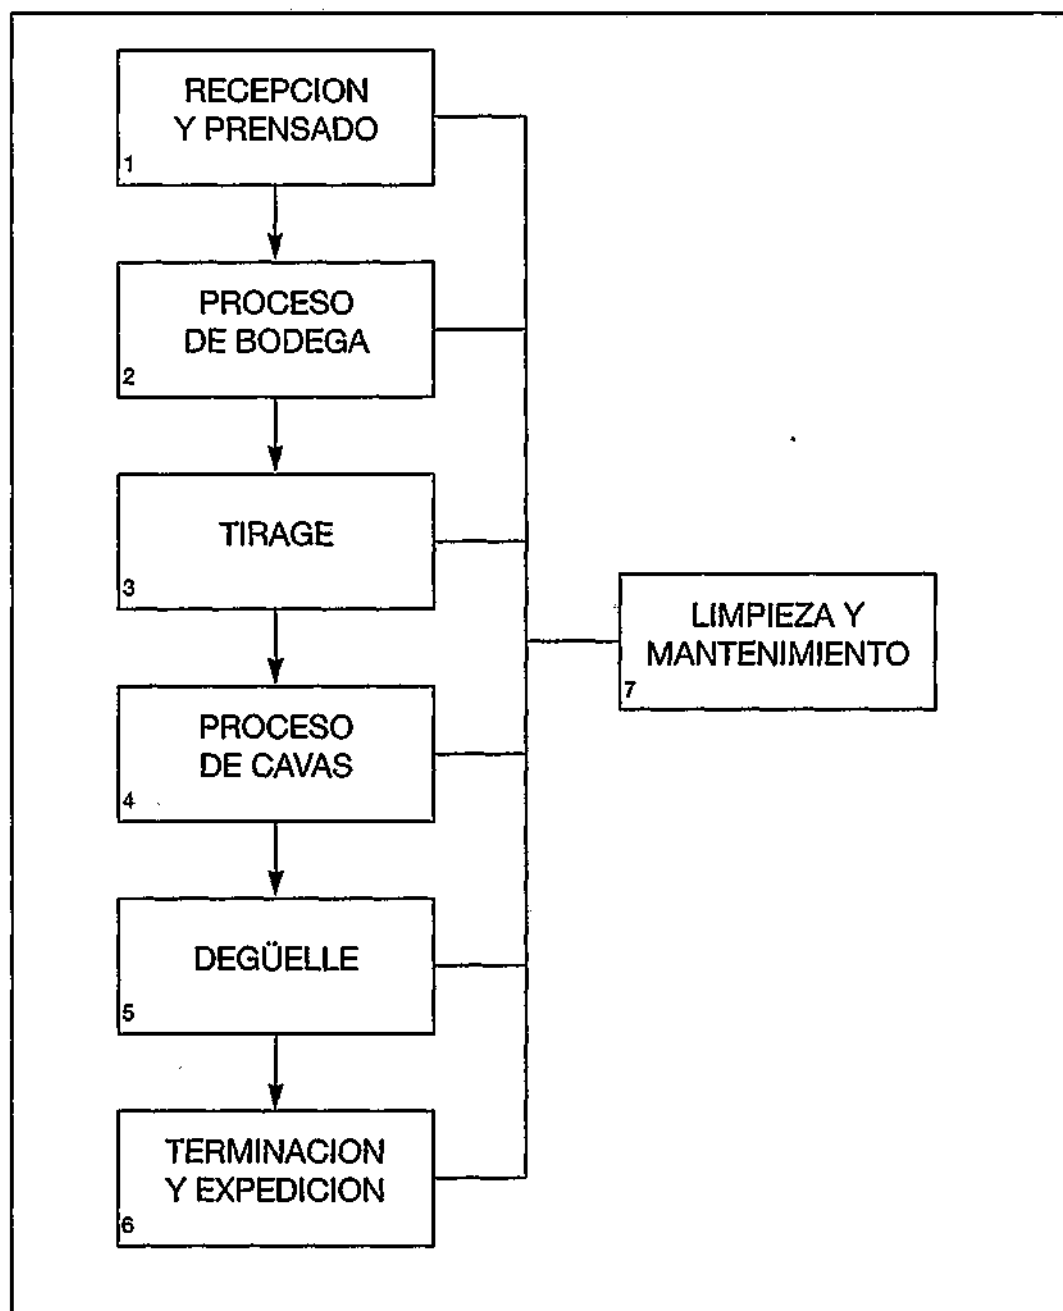 RECEPCION
Y PRENSADO
1
PROCESO
DE BODEGA
2
TIRAGE
3
PROCESO
DE CAVAS
4
DEGÜELLE
5
TERMINACION
Y EXPEDICION
6
LIMPIEZA Y
MANTENIMIENTO
7